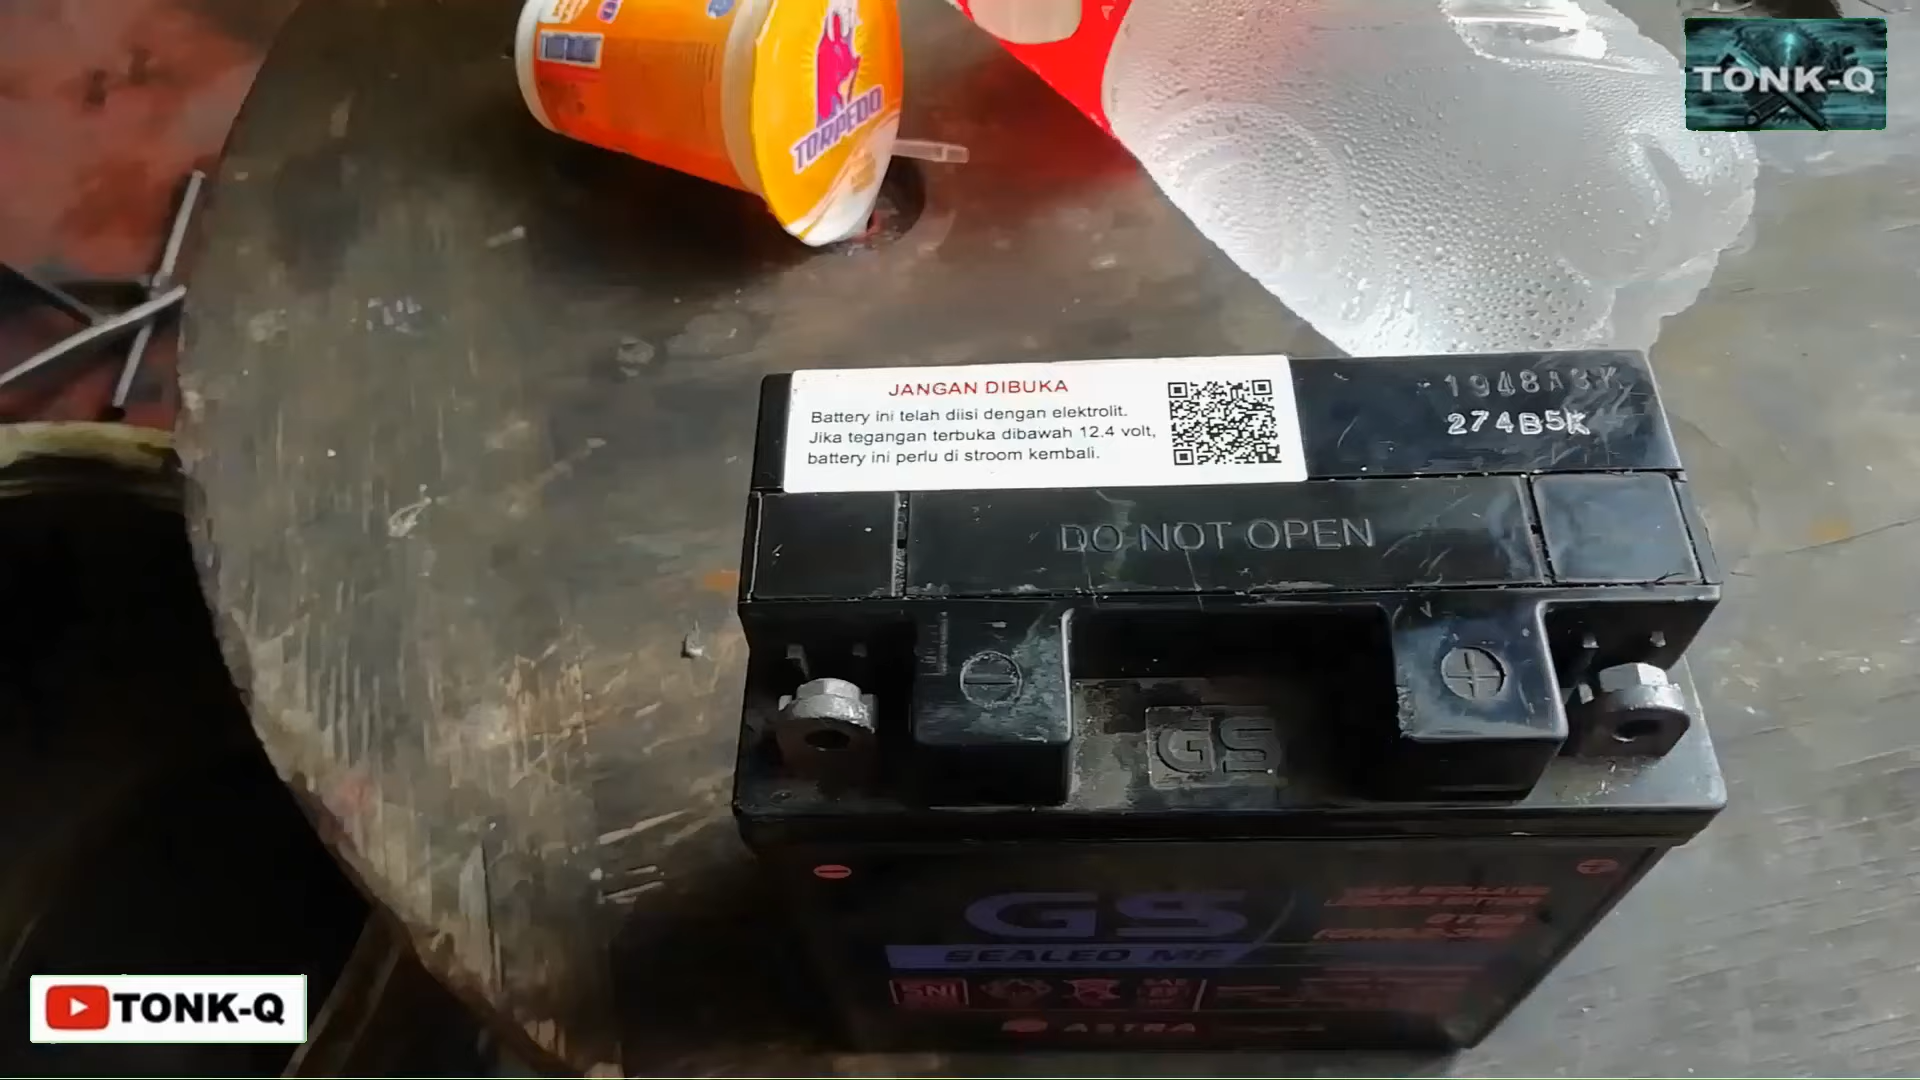 TORPEDO
TONK-Q
JANGAN DIBUKA
Battery ini telah diisi dengan elektrolit.
Jika tegangan terbuka dibawah 12.4 volt,
battery ini perlu di stroom kembali.
274B5K
DO NOT OPEN
GS
GS
SEALED MF
SNI
ASTRA
TONK-Q